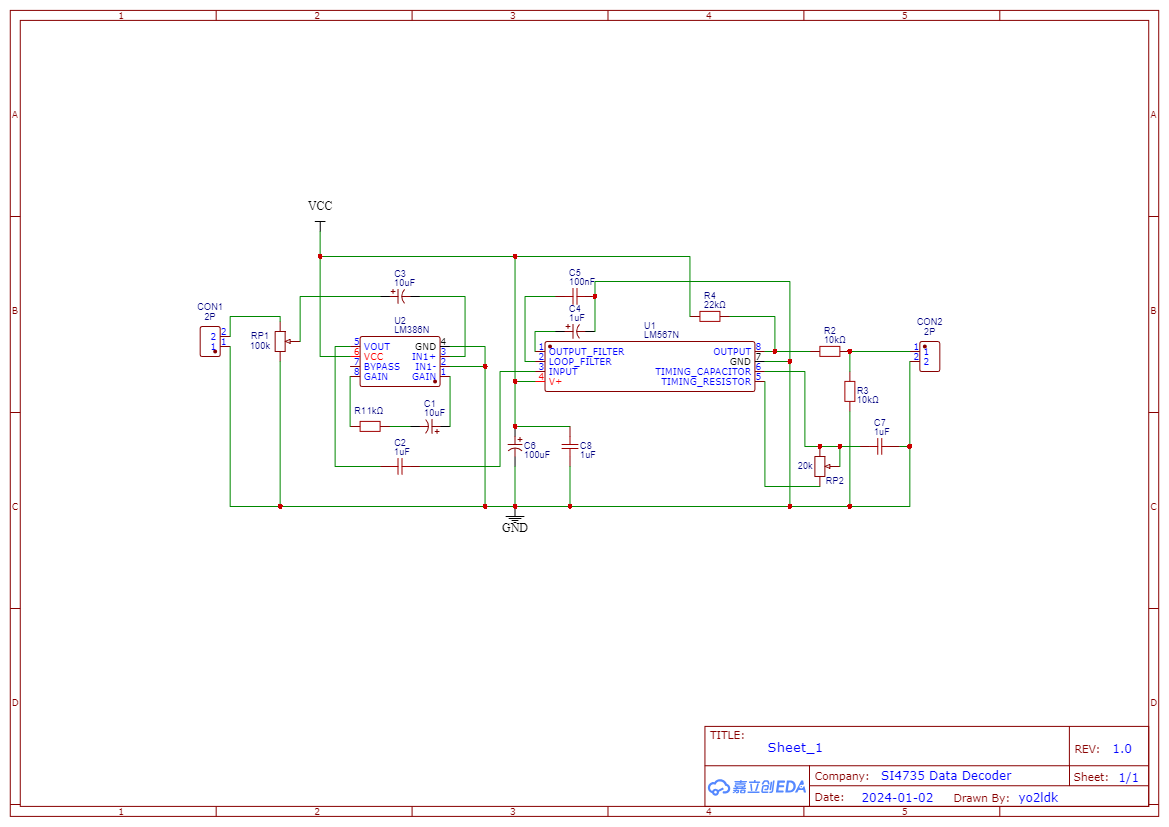 1 2 3 4 5
A A
B B
C C
D D
1 2 3 4 5
VCC
CON1
2P
2
1
2
1
RP1
100k
C3
10uF
+
U2
LM386N
5 VOUT GND 4
6 VCC IN1+ 3
7 BYPASS IN1- 2
8 GAIN GAIN 1
R11kΩ
C1
10uF
+
C2
1uF
C5
100nF
C4
1uF
+
U1
LM567N
1 OUTPUT_FILTER OUTPUT 8
2 LOOP_FILTER GND 7
3 INPUT TIMING_CAPACITOR 6
4 V+ TIMING_RESISTOR 5
R4
22kΩ
+
C6
100uF
C8
1uF
GND
R2
10kΩ
R3
10kΩ
C7
1uF
20k
RP2
CON2
2P
1
2
1
2
TITLE:
Sheet_1
REV: 1.0
嘉立创EDA
Company: SI4735 Data Decoder
Sheet: 1/1
Date: 2024-01-02 Drawn By: yo2ldk